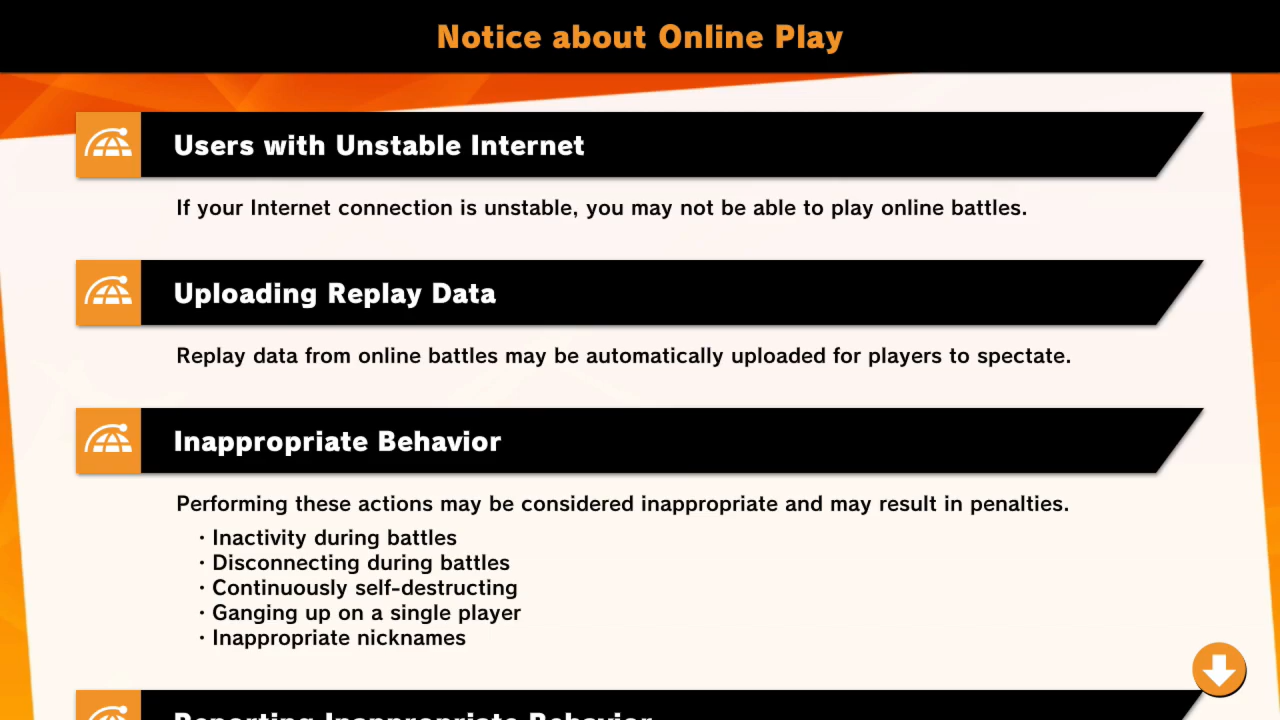 Notice about Online Play
Users with Unstable Internet
If your Internet connection is unstable, you may not be able to play online battles.
Uploading Replay Data
Replay data from online battles may be automatically uploaded for players to spectate.
Inappropriate Behavior
Performing these actions may be considered inappropriate and may result in penalties.
· Inactivity during battles
· Disconnecting during battles
· Continuously self-destructing
· Ganging up on a single player
· Inappropriate nicknames
Reporting Inappropriate Behavior